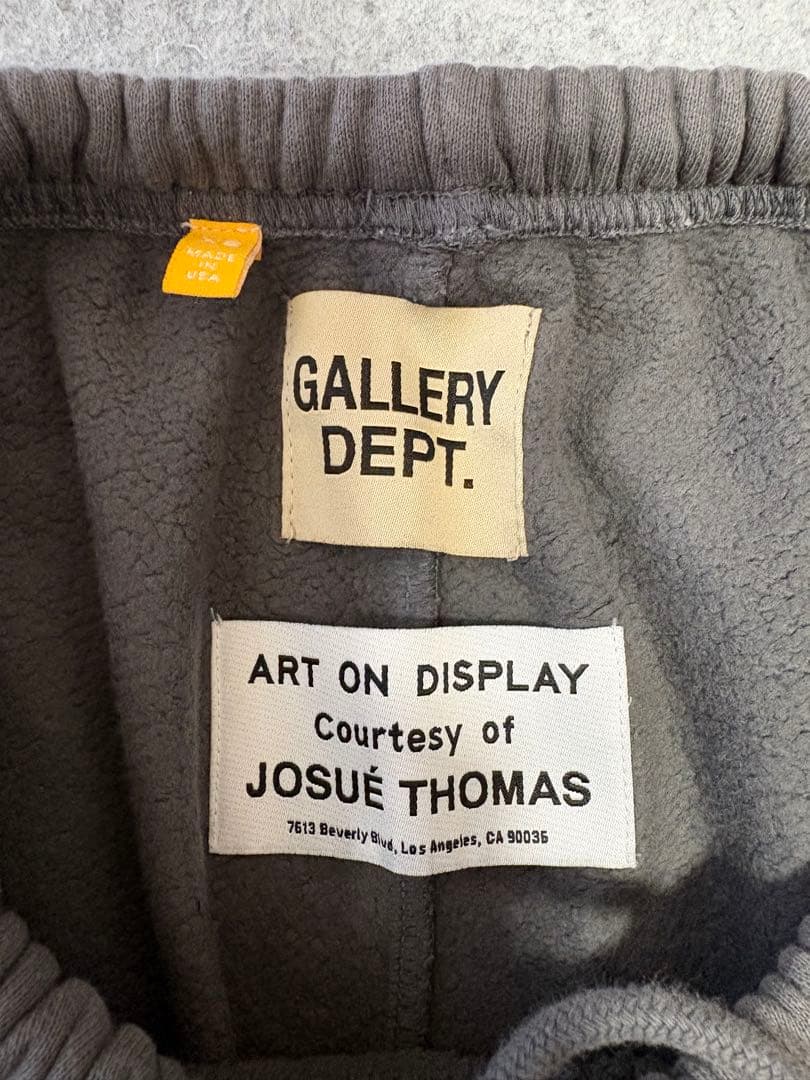 MADE
IN
USA
GALLERY
DEPT.
ART ON DISPLAY
Courtesy of
JOSUÉ THOMAS
7613 Beverly Blvd, Los Angeles, CA 90036